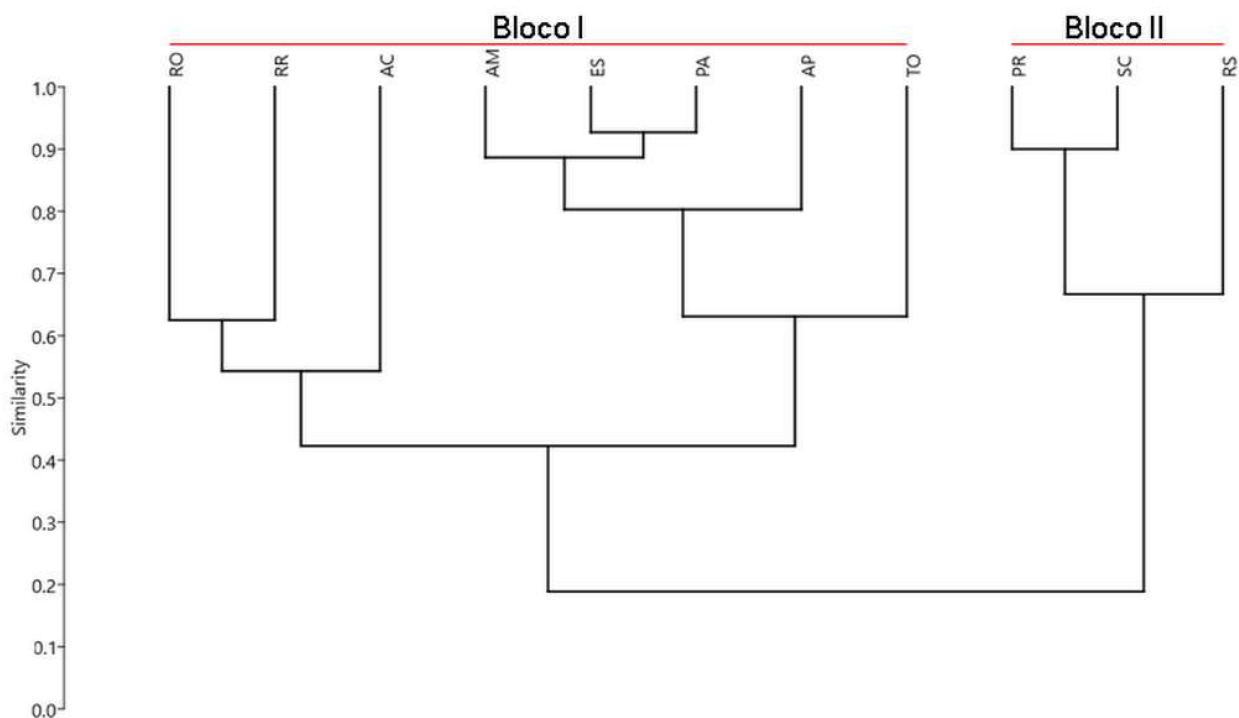 Bloco I
Bloco II
RO
RR
AC
AM
ES
PA
AP
TO
PR
SC
RS
1.0
0.9
0.8
0.7
0.6
0.5
0.4
0.3
0.2
0.1
0.0
Similarity